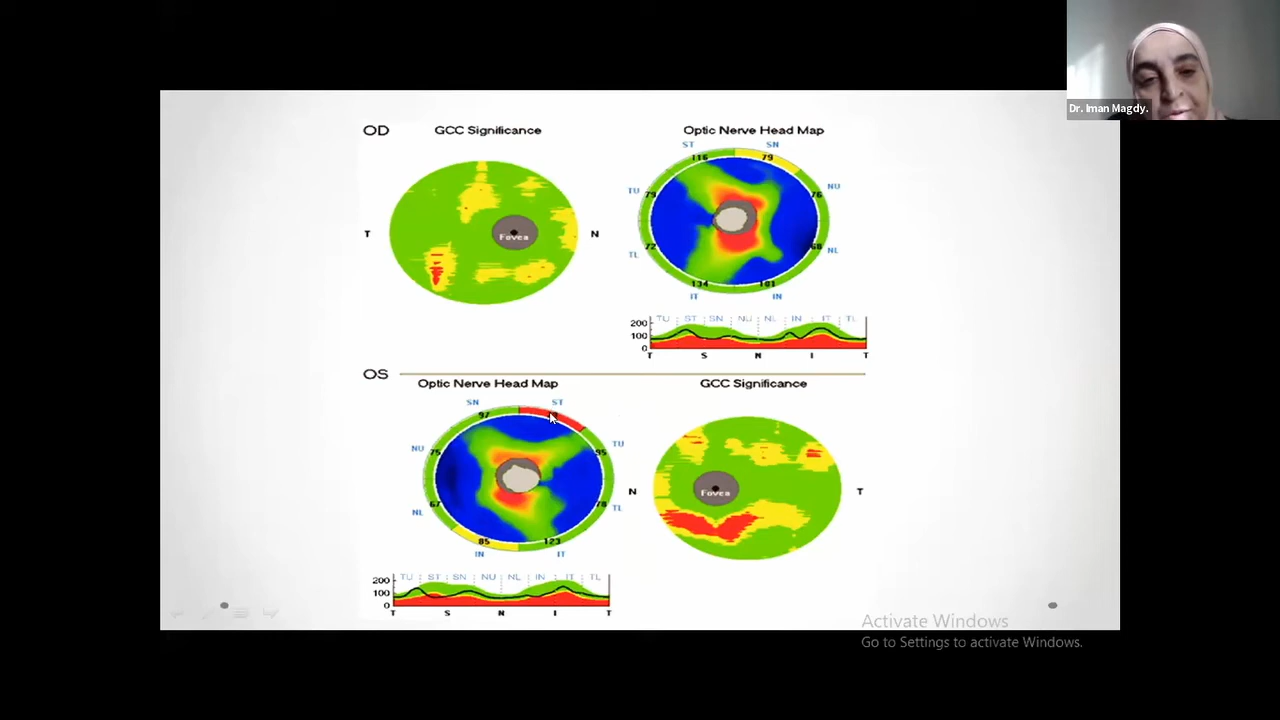 Dr. Iman Magdy.
OD
GCC Significance
Optic Nerve Head Map
T
Fovea
N
ST
SN
116
79
TU
79
NU
76
TL
72
NL
68
134
101
IT
IN
TU ST SN NU NL IN IT TL
200
100
0
T S N I T
OS
Optic Nerve Head Map
GCC Significance
SN
ST
97
NU
75
TU
95
NL
67
TL
78
85
123
IN
IT
N
Fovea
T
TU ST SN NU NL IN IT TL
200
100
0
T S N I T
Activate Windows
Go to Settings to activate Windows.